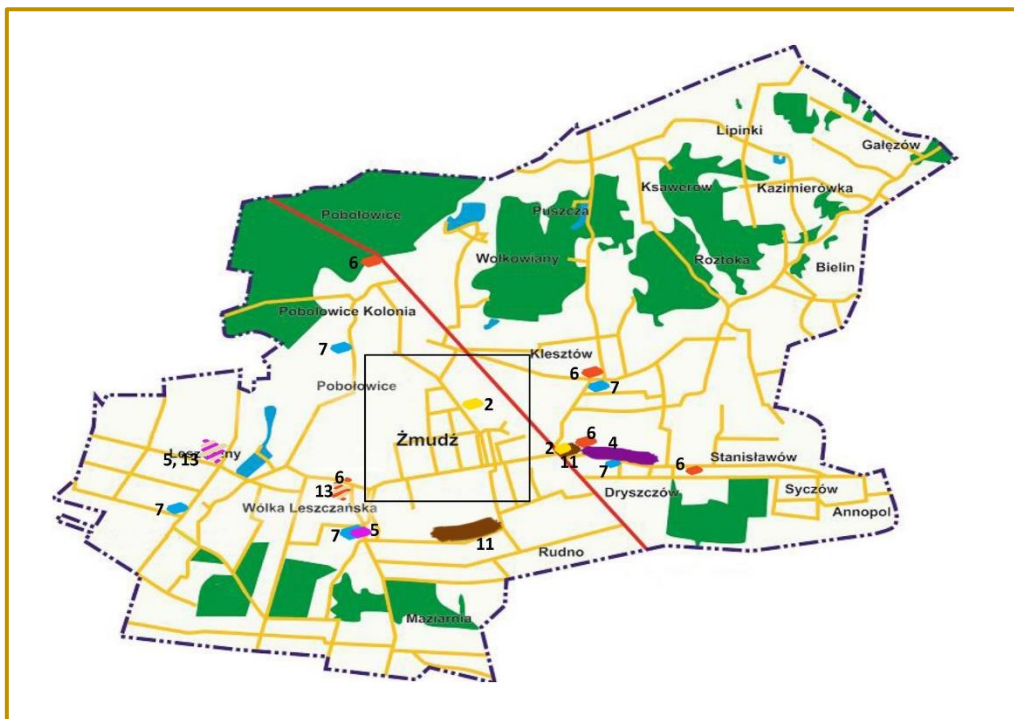 Lipinki
Gałęzów
Ksawerów
Kazimierówka
Pobołowice
Puszcza
Wołkowiany
Roztoka
Bielin
6
Pobołowice Kolonia
7
Klesztów
6
7
Pobołowice
2
Żmudź
6
2
4
11
7
Stanisławów
6
5, 13
6
13
Dryszczów
Syczów
Annopol
7
Wólka Leszczańska
7
5
11
Rudno
Maziarnia